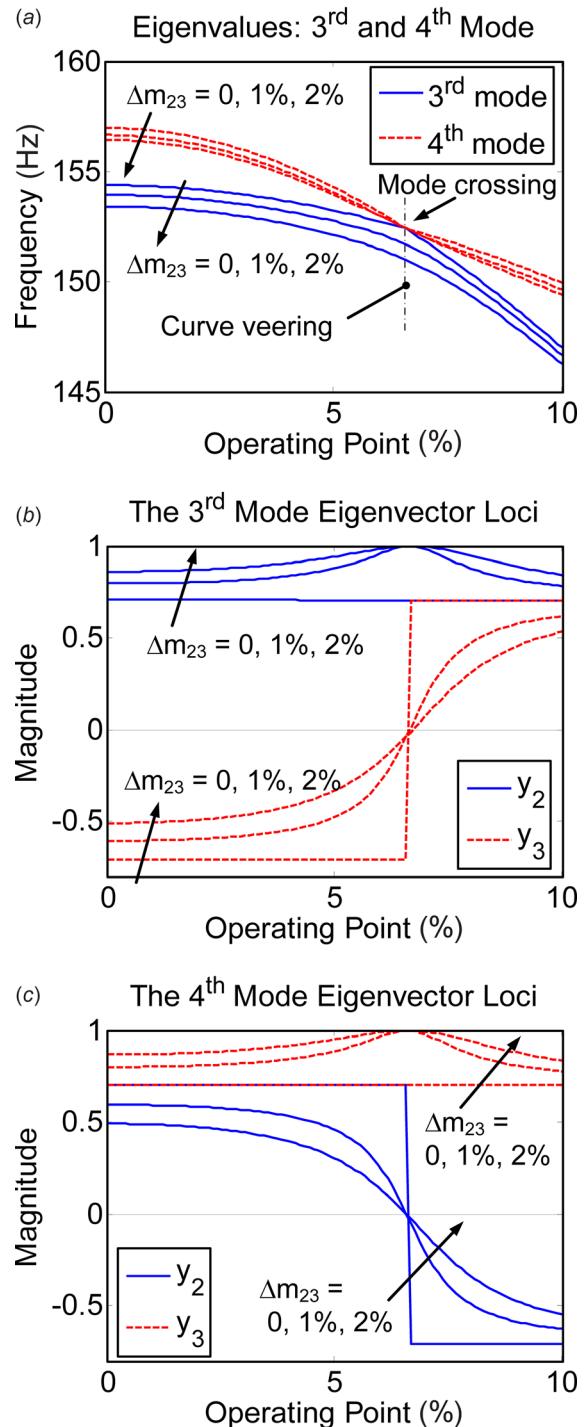 (a) Eigenvalues: 3rd and 4th Mode
160
Δm23 = 0, 1%, 2%
3rd mode
4th mode
155
Mode crossing
Frequency (Hz)
Δm23 = 0, 1%, 2%
150
Curve veering
145
0 5 10
Operating Point (%)
(b) The 3rd Mode Eigenvector Loci
1
0.5
Δm23 = 0, 1%, 2%
Magnitude
0
Δm23 = 0, 1%, 2%
y2
-0.5
y3
0 5 10
Operating Point (%)
(c) The 4th Mode Eigenvector Loci
1
0.5
Δm23 =
0, 1%, 2%
Magnitude
0
Δm23 =
0, 1%, 2%
y2
-0.5
y3
0 5 10
Operating Point (%)